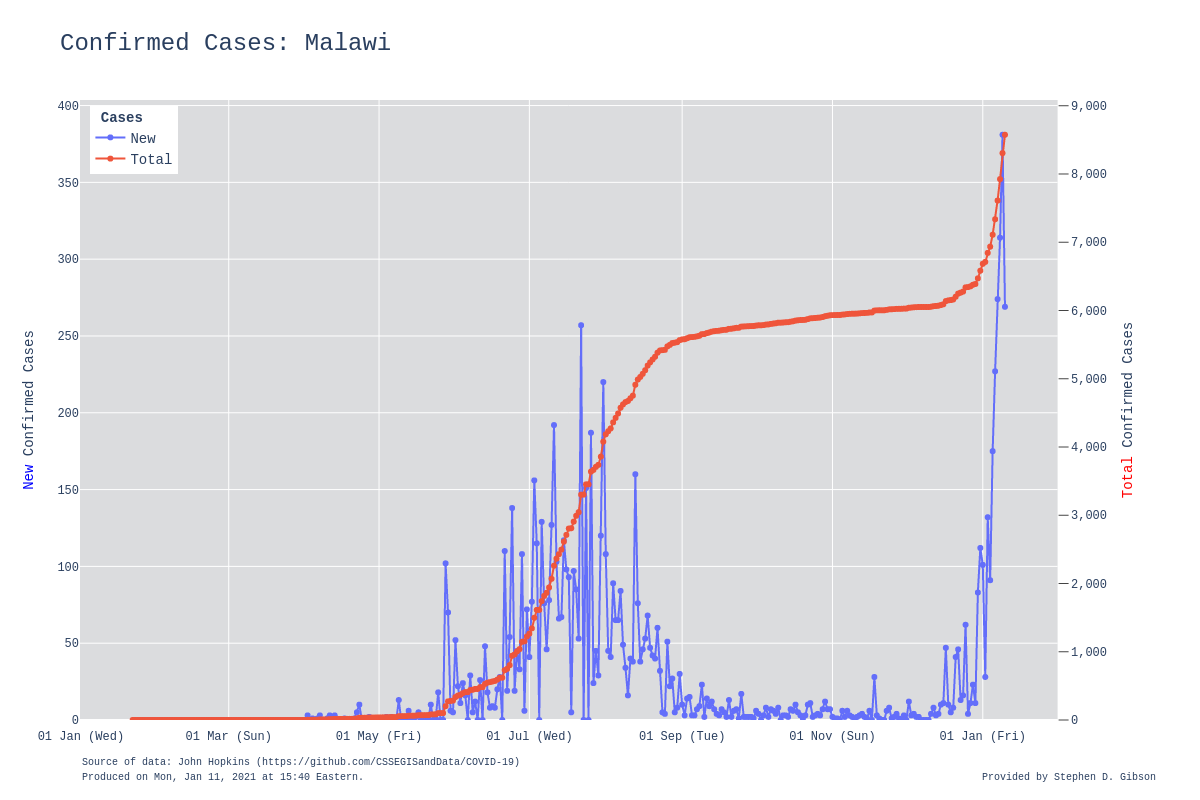 Confirmed Cases: Malawi
Cases
New
Total
400
350
300
250
200
150
100
50
0
9,000
8,000
7,000
6,000
5,000
4,000
3,000
2,000
1,000
0
New Confirmed Cases
Total Confirmed Cases
01 Jan (Wed) 01 Mar (Sun) 01 May (Fri) 01 Jul (Wed) 01 Sep (Tue) 01 Nov (Sun) 01 Jan (Fri)
Source of data: John Hopkins (https://github.com/CSSEGISandData/COVID-19)
Produced on Mon, Jan 11, 2021 at 15:40 Eastern.
Provided by Stephen D. Gibson